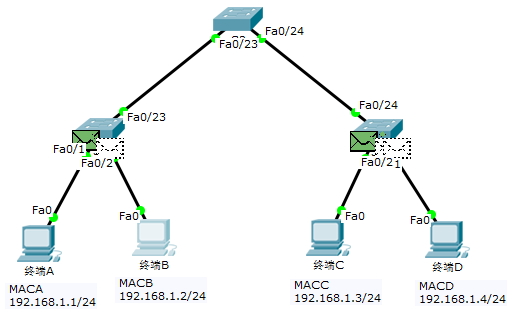 Fa0/24
Fa0/23
Fa0/23
Fa0/24
Fa0/1
Fa0/2
Fa0/2
1
Fa0
Fa0
Fa0
Fa0
终端A
终端B
终端C
终端D
MACA
192.168.1.1/24
MACB
192.168.1.2/24
MACC
192.168.1.3/24
MACD
192.168.1.4/24